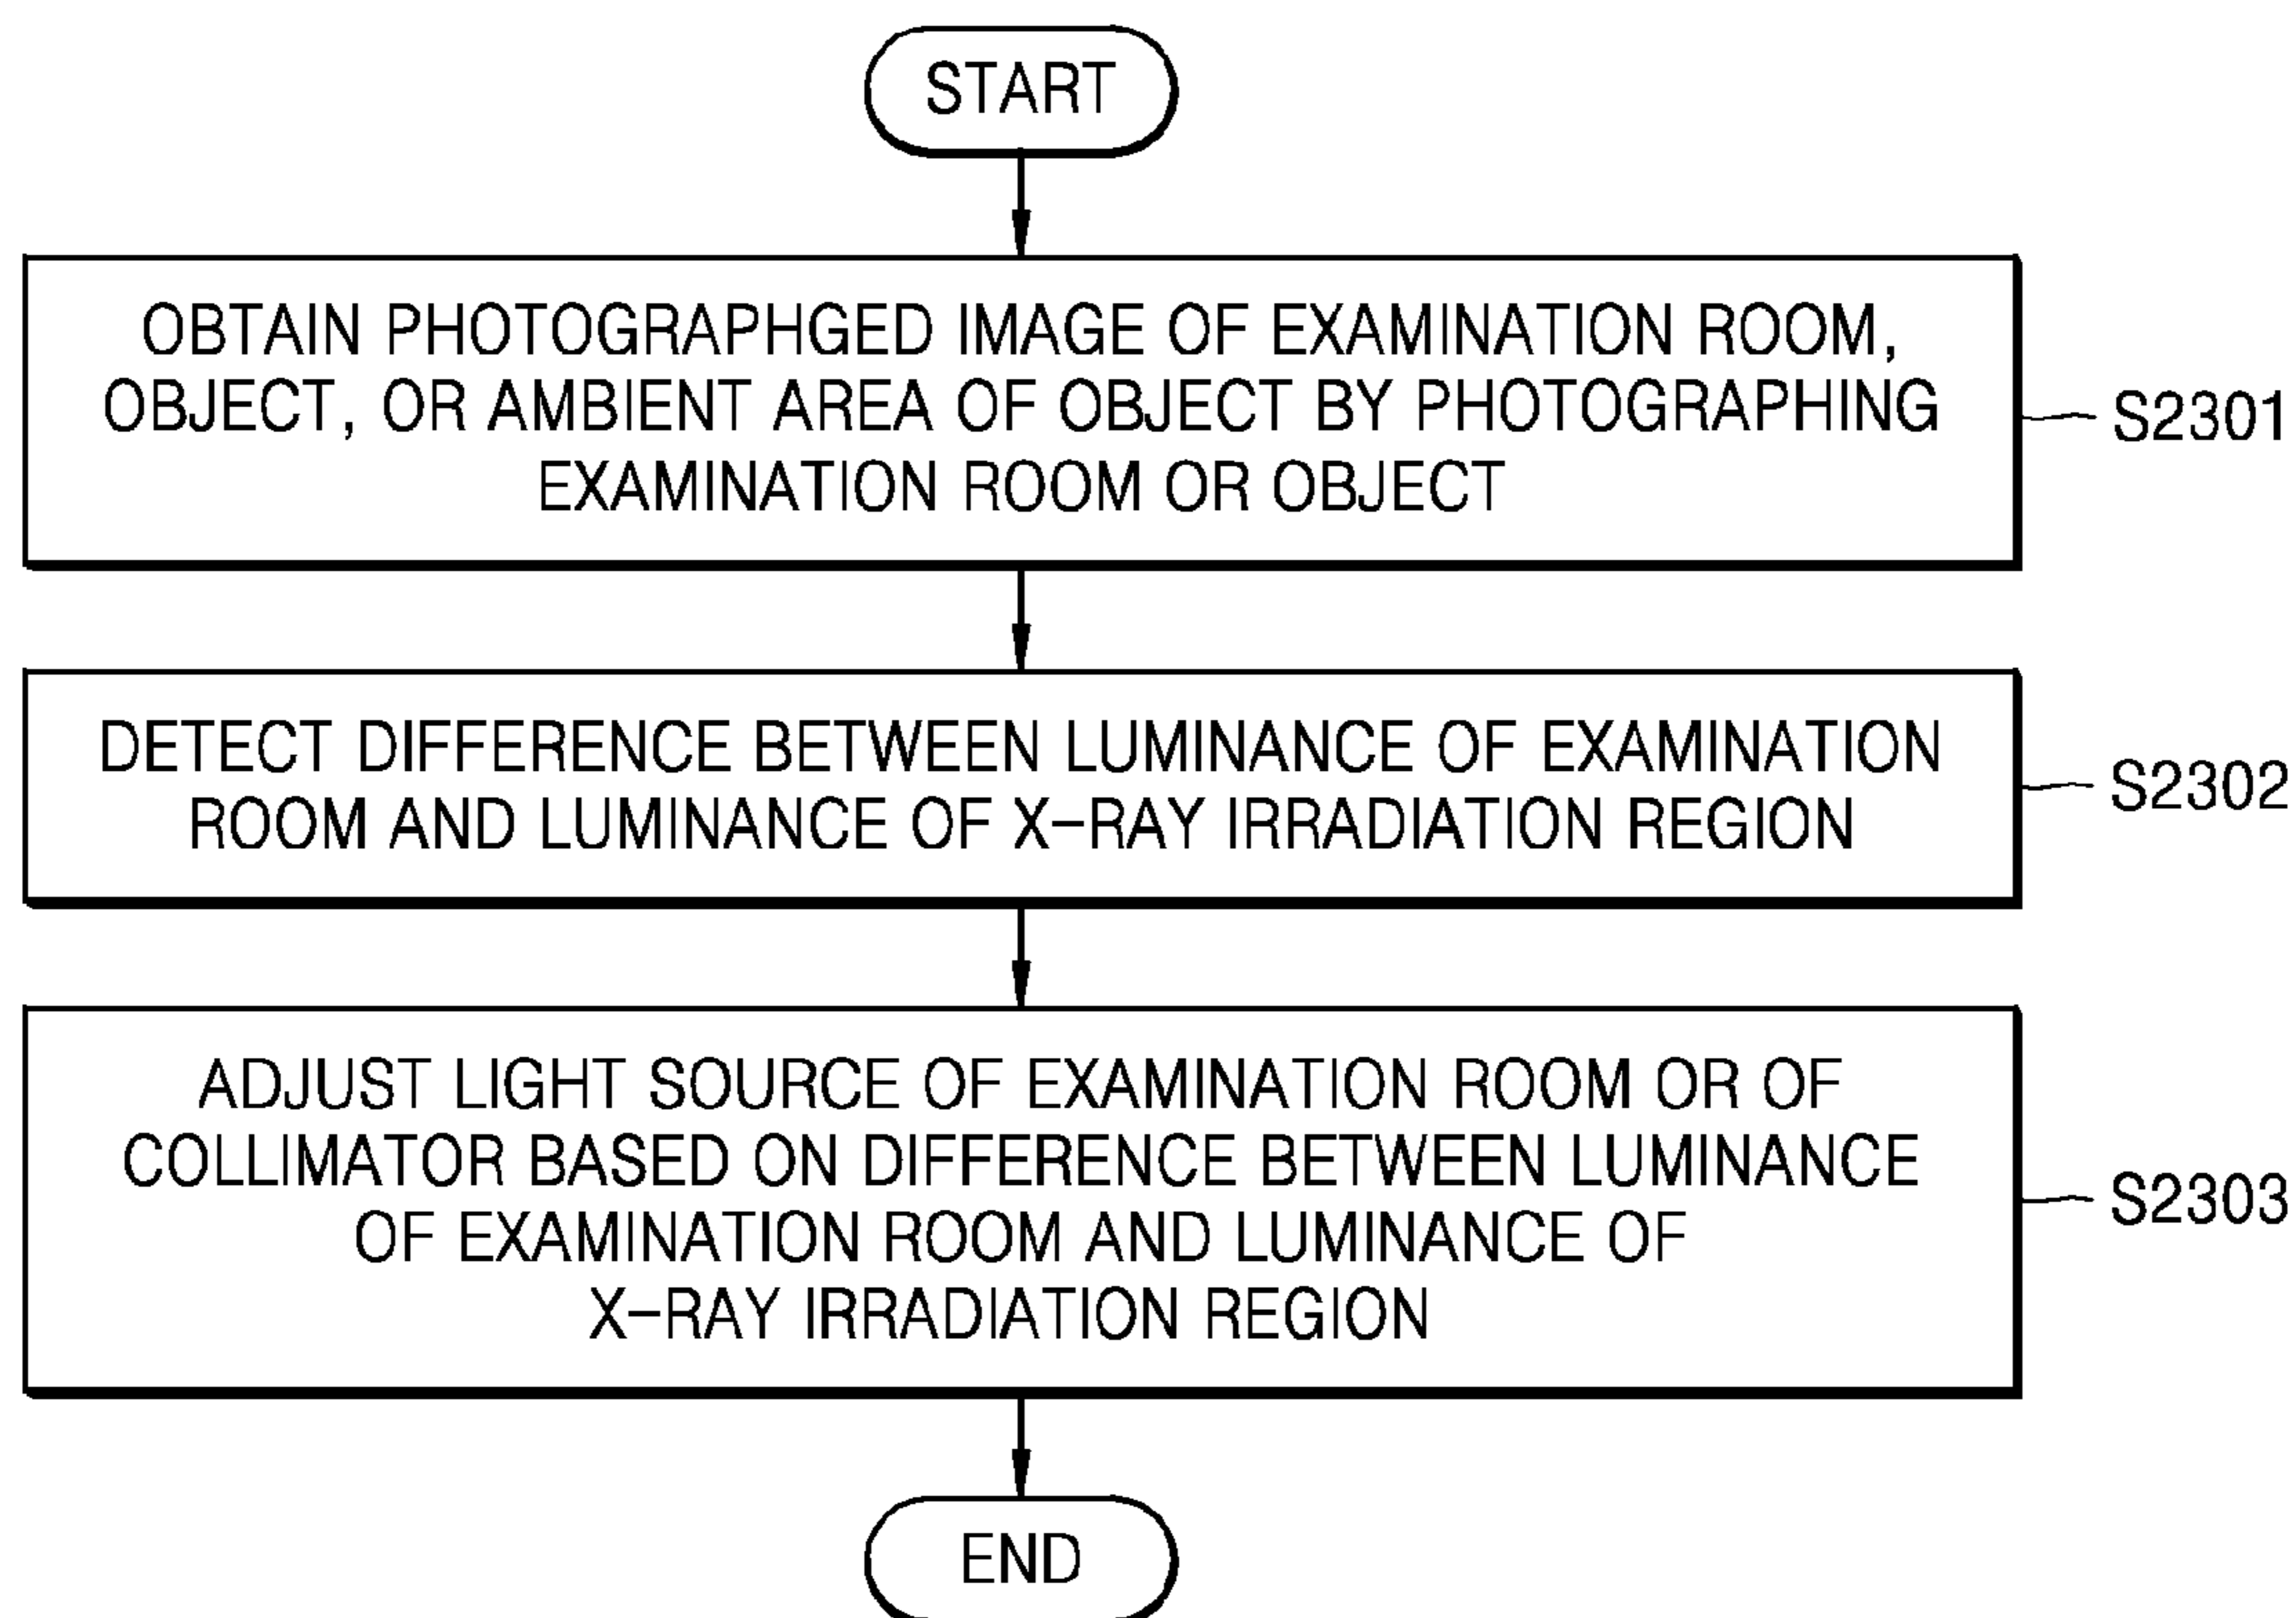 START
OBTAIN PHOTOGRAPHGED IMAGE OF EXAMINATION ROOM,
OBJECT, OR AMBIENT AREA OF OBJECT BY PHOTOGRAPHING
EXAMINATION ROOM OR OBJECT
S2301
DETECT DIFFERENCE BETWEEN LUMINANCE OF EXAMINATION
ROOM AND LUMINANCE OF X-RAY IRRADIATION REGION
S2302
ADJUST LIGHT SOURCE OF EXAMINATION ROOM OR OF
COLLIMATOR BASED ON DIFFERENCE BETWEEN LUMINANCE
OF EXAMINATION ROOM AND LUMINANCE OF
X-RAY IRRADIATION REGION
S2303
END